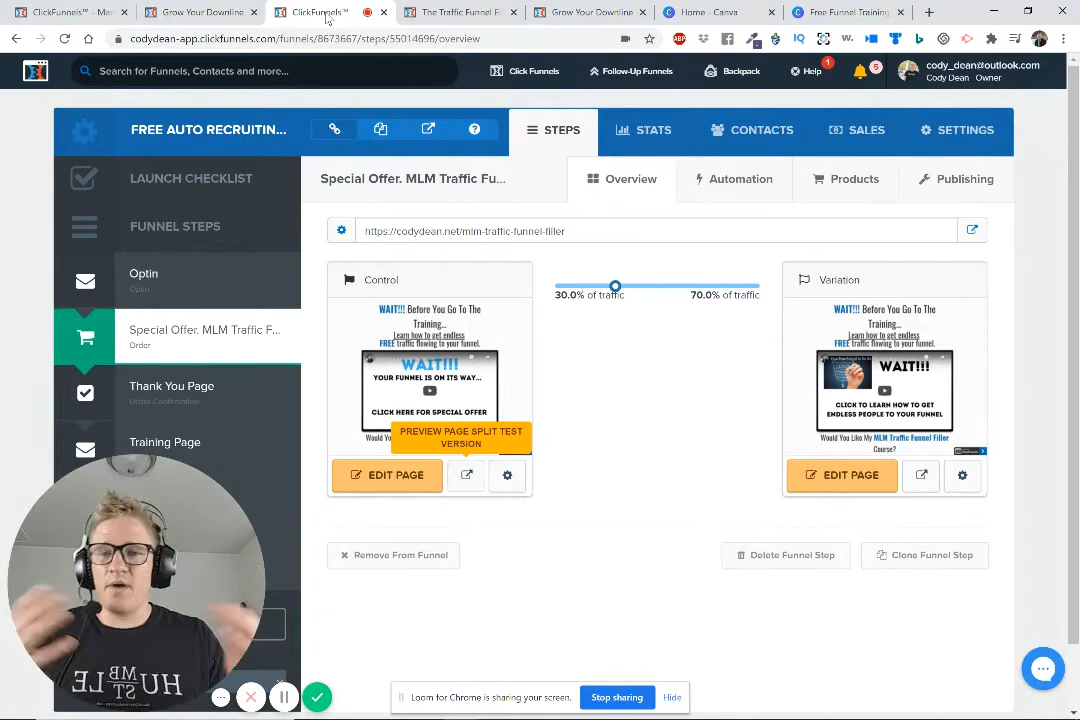 ClickFunnels™ - Mar
Grow Your Downline
ClickFunnels™
The Traffic Funnel Fi
Grow Your Downline
Home - Canva
Free Funnel Training
codydean-app.clickfunnels.com/funnels/8673667/steps/55014696/overview
ABP
IQ
W.
Search for Funnels, Contacts and more...
Click Funnels
Follow-Up Funnels
Backpack
Help
1
5
cody_dean@outlook.com
Cody Dean Owner
FREE AUTO RECRUITIN...
STEPS
STATS
CONTACTS
SALES
SETTINGS
LAUNCH CHECKLIST
Special Offer. MLM Traffic Fu...
Overview
Automation
Products
Publishing
FUNNEL STEPS
https://codydean.net/mlm-traffic-funnel-filler
Optin
Optin
Special Offer. MLM Traffic F...
Order
Thank You Page
Order Confirmation
Training Page
Control
30.0% of traffic
70.0% of traffic
Variation
WAIT!!! Before You Go To The
Training...
Learn how to get endless
FREE traffic flowing to your funnel.
WAIT!!!
YOUR FUNNEL IS ON ITS WAY...
CLICK HERE FOR SPECIAL OFFER
Would Yo
PREVIEW PAGE SPLIT TEST
VERSION
EDIT PAGE
WAIT!!! Before You Go To The
Training...
Learn how to get endless
FREE traffic flowing to your funnel.
WAIT!!!
CLICK TO LEARN HOW TO GET
ENDLESS PEOPLE TO YOUR FUNNEL
Would You Like My MLM Traffic Funnel Filler
Course?
EDIT PAGE
Remove From Funnel
Delete Funnel Step
Clone Funnel Step
HUMBLE
HUSTLE
Loom for Chrome is sharing your screen.
Stop sharing
Hide